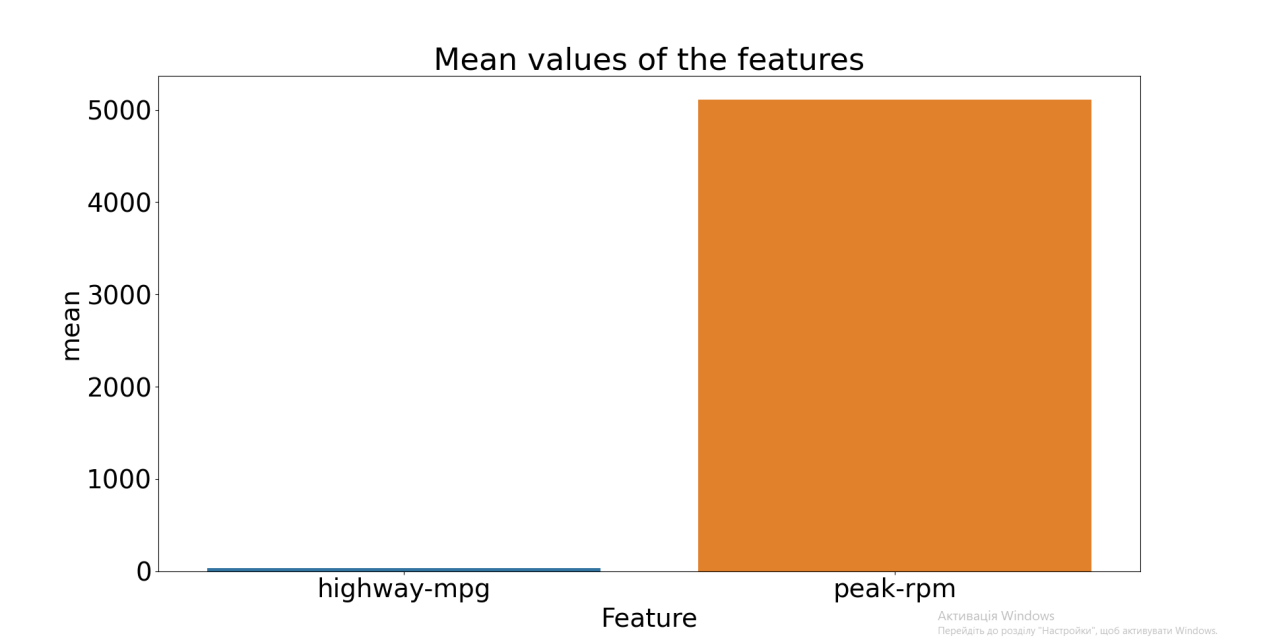 Mean values of the features
5000
4000
3000
2000
1000
0
mean
highway-mpg peak-rpm
Feature
Активація Windows
Перейдіть до розділу "Настройки", щоб активувати Windows.